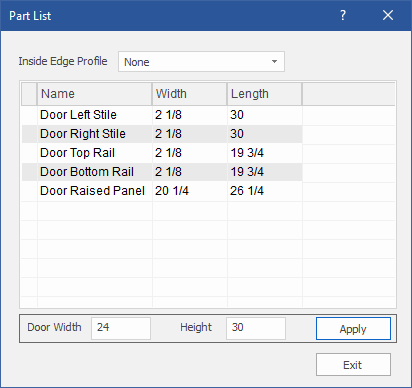 Part List ?
Inside Edge Profile None
Name Width Length
Door Left Stile 2 1/8 30
Door Right Stile 2 1/8 30
Door Top Rail 2 1/8 19 3/4
Door Bottom Rail 2 1/8 19 3/4
Door Raised Panel 20 1/4 26 1/4
Door Width 24 Height 30 Apply
Exit